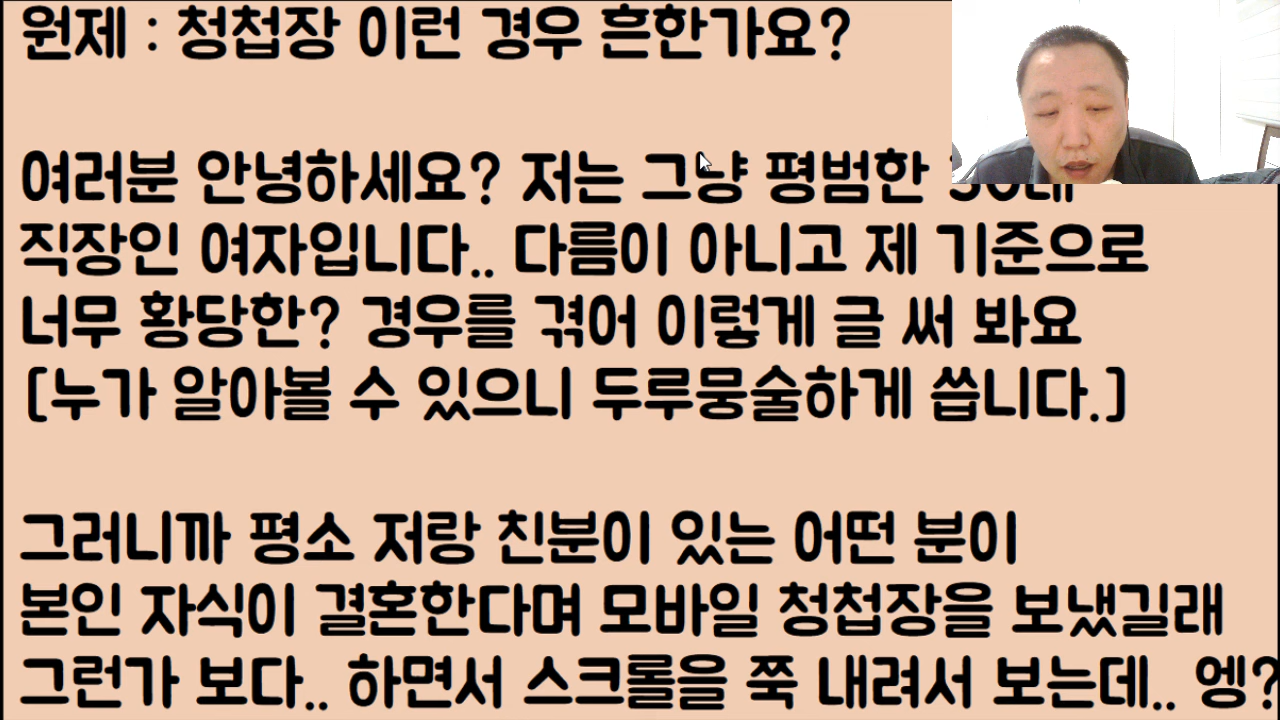 원제 : 청첩장 이런 경우 흔한가요?
여러분 안녕하세요? 저는 그냥 평범한
직장인 여자입니다.. 다름이 아니고 제 기준으로
너무 황당한? 경우를 겪어 이렇게 글 써 봐요
[누가 알아볼 수 있으니 두루뭉술하게 씁니다.]
그러니까 평소 저랑 친분이 있는 어떤 분이
본인 자식이 결혼한다며 모바일 청첩장을 보냈길래
그런가 보다.. 하면서 스크롤을 쭉 내려서 보는데.. 엥?